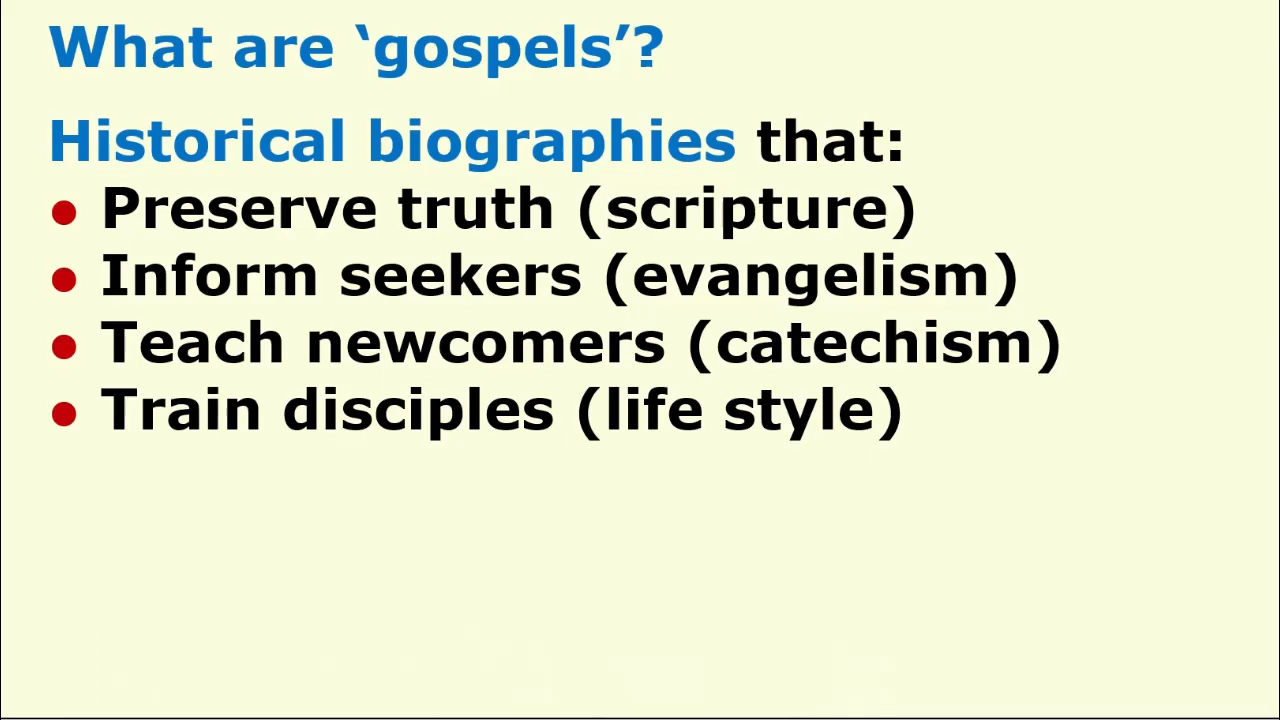 What are ‘gospels’?
Historical biographies that:
● Preserve truth (scripture)
● Inform seekers (evangelism)
● Teach newcomers (catechism)
● Train disciples (life style)